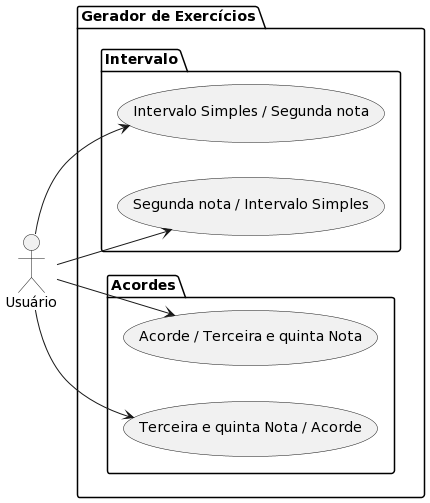 Gerador de Exercícios
Intervalo
Intervalo Simples / Segunda nota
Segunda nota / Intervalo Simples
Usuário
Acordes
Acorde / Terceira e quinta Nota
Terceira e quinta Nota / Acorde